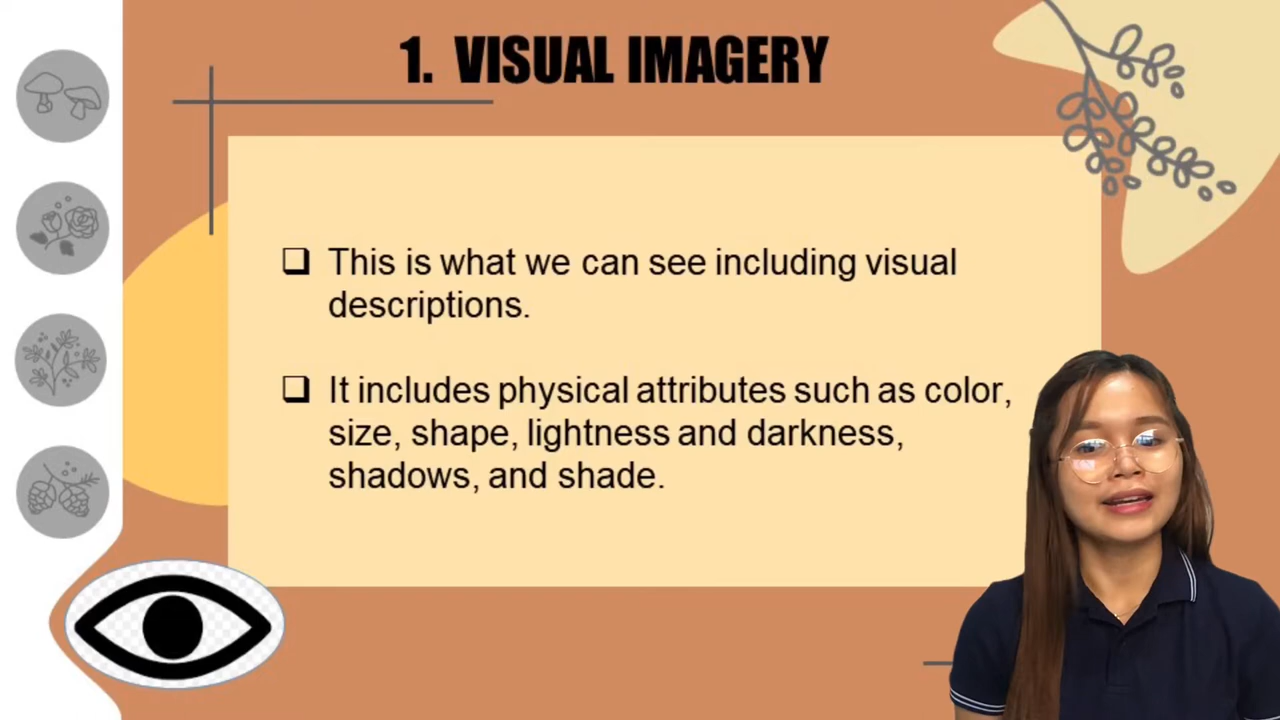 1. VISUAL IMAGERY
❑ This is what we can see including visual
descriptions.
❑ It includes physical attributes such as color,
size, shape, lightness and darkness,
shadows, and shade.